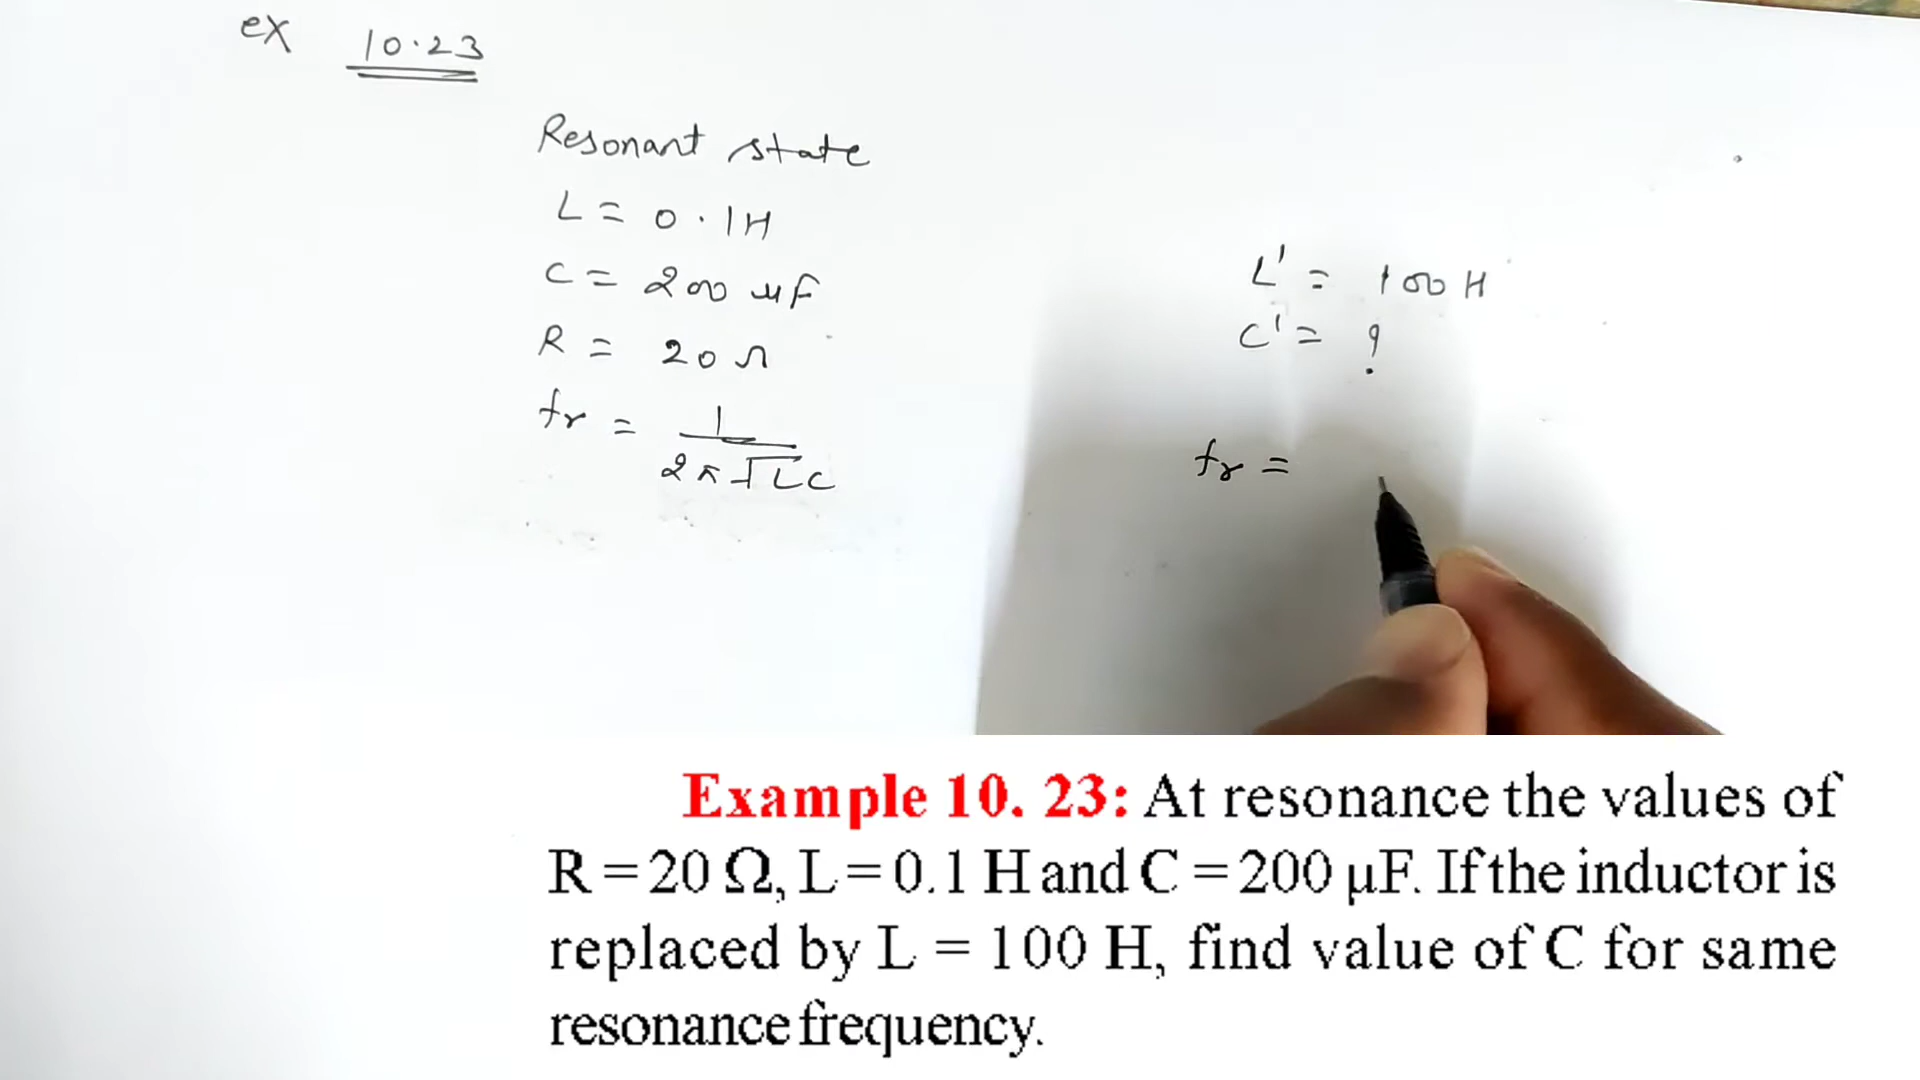 ex 10.23
Resonant state
L = 0.1H
C = 200 μF
R = 20 Ω
fr = 1 / 2π√LC
L' = 100 H
C' = ?
fr =
Example 10. 23: At resonance the values of
R = 20 Ω, L = 0.1 H and C = 200 μF. If the inductor is
replaced by L = 100 H, find value of C for same
resonance frequency.